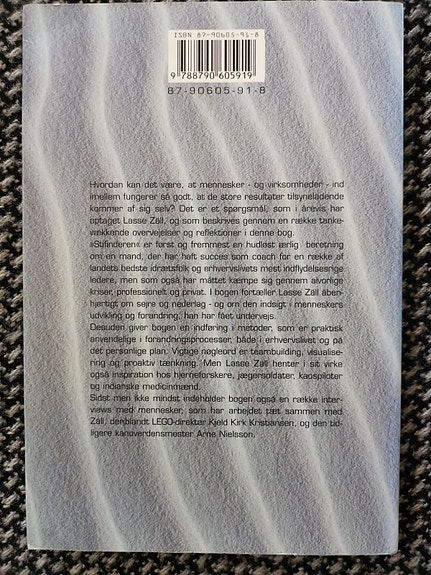 ISBN 87-90605-91-8
9 788790 605919
87-90605-91-8
Hvordan kan det være, at mennesker - og virksomheder - ind
imellem fungerer så godt, at de store resultater tilsyneladende
kommer af sig selv? Det er et spørgsmål, som i årevis har
optaget Lasse Zäll, og som beskrives gennem en række tanke-
vækkende overvejelser og reflektioner i denne bog.
»Stifinderen« er først og fremmest en hudløst ærlig beretning
om en mand, der har haft succes som coach for en række af
landets bedste idrætsfolk og erhvervslivets mest indflydelsesrige
ledere, men som også har måttet kæmpe sig gennem alvorlige
kriser, professionelt og privat. I bogen fortæller Lasse Zäll åben-
hjertigt om sejre og nederlag - og om den indsigt i menneskers
udvikling og forandring, han har fået undervejs.
Desuden giver bogen en indføring i metoder, som er praktisk
anvendelige i forandringsprocesser, både i erhvervslivet og på
det personlige plan. Vigtige nøgleord er teambuilding, visualise-
ring og proaktiv tænkning. Men Lasse Zäll henter i sit virke
også inspiration hos hjerneforskere, jægersoldater, kaospiloter
og indianske medicinmænd.
Sidst men ikke mindst indeholder bogen også en række inter-
views med mennesker, som har arbejdet tæt sammen med
Zäll, deriblandt LEGO-direktør Kjeld Kirk Kristiansen, og den tid-
ligere kanoverdensmester Arne Nielsson.